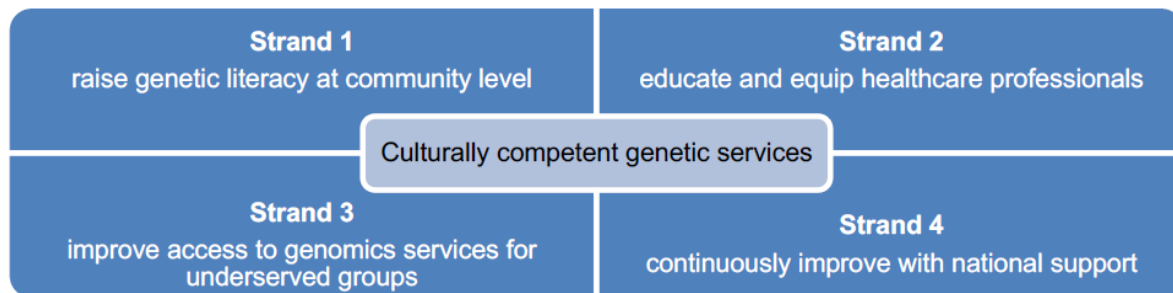 Strand 1
raise genetic literacy at community level
Strand 2
educate and equip healthcare professionals
Culturally competent genetic services
Strand 3
improve access to genomics services for
underserved groups
Strand 4
continuously improve with national support